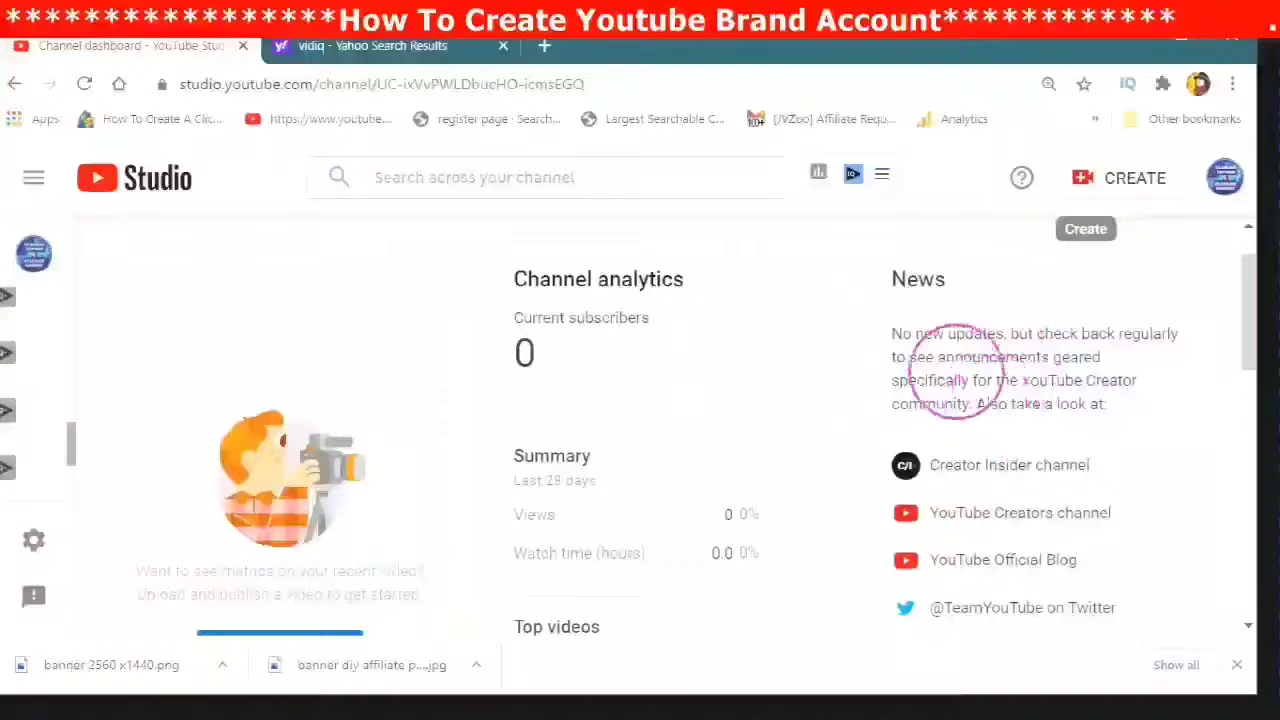 *****************How To Create Youtube Brand Account************
Channel dashboard - YouTube Stud
vidiq - Yahoo Search Results
studio.youtube.com/channel/
Apps
How To Create A Clic...
https://www.youtube....
register page - Search...
Largest Searchable C...
[JVZoo] Affiliate Requ...
Analytics
»
Other bookmarks
Studio
Search across your channel
CREATE
Create
Channel analytics
Current subscribers
0
News
No new updates, but check back regularly
to see announcements geared
specifically for the YouTube Creator
community. Also take a look at:
Summary
Last 28 days
Views 0 0%
Watch time (hours) 0.0 0%
Top videos
Creator Insider channel
YouTube Creators channel
YouTube Official Blog
@TeamYouTube on Twitter
Want to see metrics on your recent video?
Upload and publish a video to get started
banner 2560 x1440.png
banner diy affiliate p....jpg
Show all